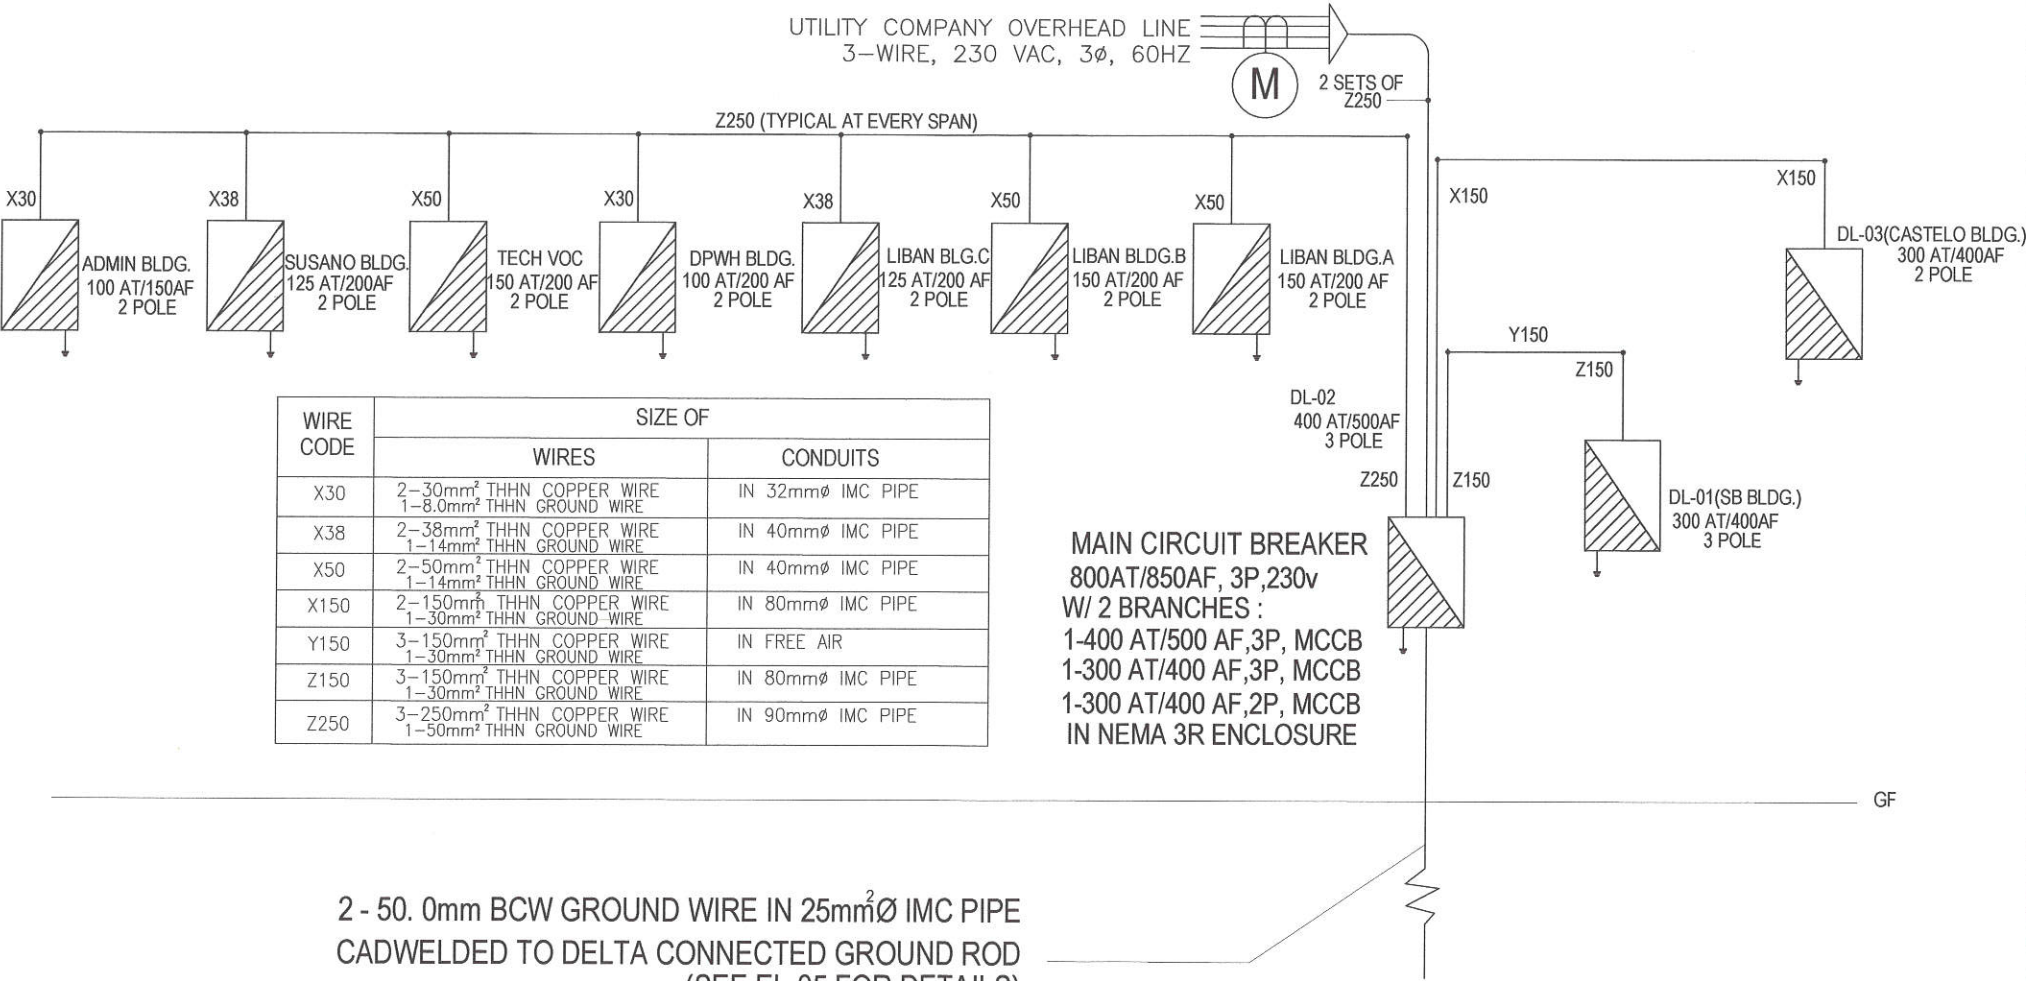 UTILITY COMPANY OVERHEAD LINE
3-WIRE, 230 VAC, 3ø, 60HZ
M
2 SETS OF
Z250
Z250 (TYPICAL AT EVERY SPAN)
X30
X38
X50
X30
X38
X50
X50
X150
X150
ADMIN BLDG.
100 AT/150AF
2 POLE
SUSANO BLDG.
125 AT/200AF
2 POLE
TECH VOC
150 AT/200 AF
2 POLE
DPWH BLDG.
100 AT/200 AF
2 POLE
LIBAN BLG.C
125 AT/200 AF
2 POLE
LIBAN BLDG.B
150 AT/200 AF
2 POLE
LIBAN BLDG.A
150 AT/200 AF
2 POLE
DL-03(CASTELO BLDG.)
300 AT/400AF
2 POLE
Y150
Z150
DL-02
400 AT/500AF
3 POLE
Z250
Z150
DL-01(SB BLDG.)
300 AT/400AF
3 POLE
WIRE CODE
SIZE OF
WIRES
CONDUITS
X30
2-30mm² THHN COPPER WIRE
1-8.0mm² THHN GROUND WIRE
IN 32mmø IMC PIPE
X38
2-38mm² THHN COPPER WIRE
1-14mm² THHN GROUND WIRE
IN 40mmø IMC PIPE
X50
2-50mm² THHN COPPER WIRE
1-14mm² THHN GROUND WIRE
IN 40mmø IMC PIPE
X150
2-150mm² THHN COPPER WIRE
1-30mm² THHN GROUND WIRE
IN 80mmø IMC PIPE
Y150
3-150mm² THHN COPPER WIRE
1-30mm² THHN GROUND WIRE
IN FREE AIR
Z150
3-150mm² THHN COPPER WIRE
1-30mm² THHN GROUND WIRE
IN 80mmø IMC PIPE
Z250
3-250mm² THHN COPPER WIRE
1-50mm² THHN GROUND WIRE
IN 90mmø IMC PIPE
MAIN CIRCUIT BREAKER
800AT/850AF, 3P,230v
W/ 2 BRANCHES :
1-400 AT/500 AF,3P, MCCB
1-300 AT/400 AF,3P, MCCB
1-300 AT/400 AF,2P, MCCB
IN NEMA 3R ENCLOSURE
GF
2 - 50. 0mm BCW GROUND WIRE IN 25mm²Ø IMC PIPE
CADWELDED TO DELTA CONNECTED GROUND ROD
(SEE EL-05 FOR DETAILS)